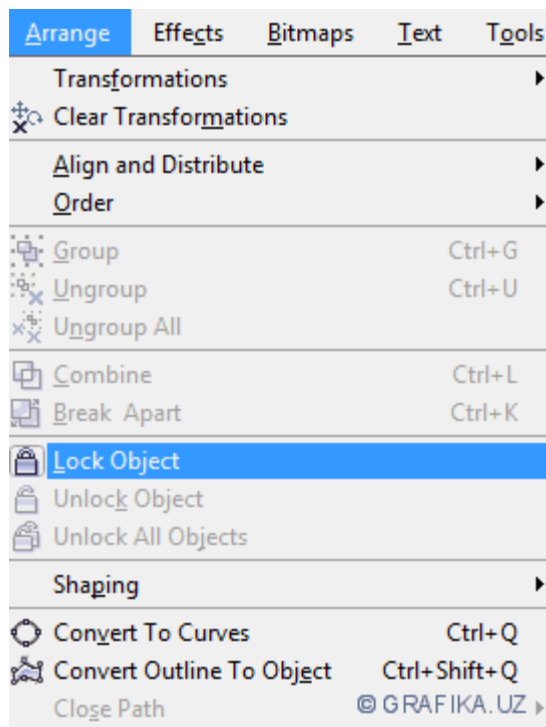 Arrange Effects Bitmaps Text Tools
Transformations
Clear Transformations
Align and Distribute
Order
Group Ctrl+G
Ungroup Ctrl+U
Ungroup All
Combine Ctrl+L
Break Apart Ctrl+K
Lock Object
Unlock Object
Unlock All Objects
Shaping
Convert To Curves Ctrl+Q
Convert Outline To Object Ctrl+Shift+Q
Close Path © GRAFIKA.UZ